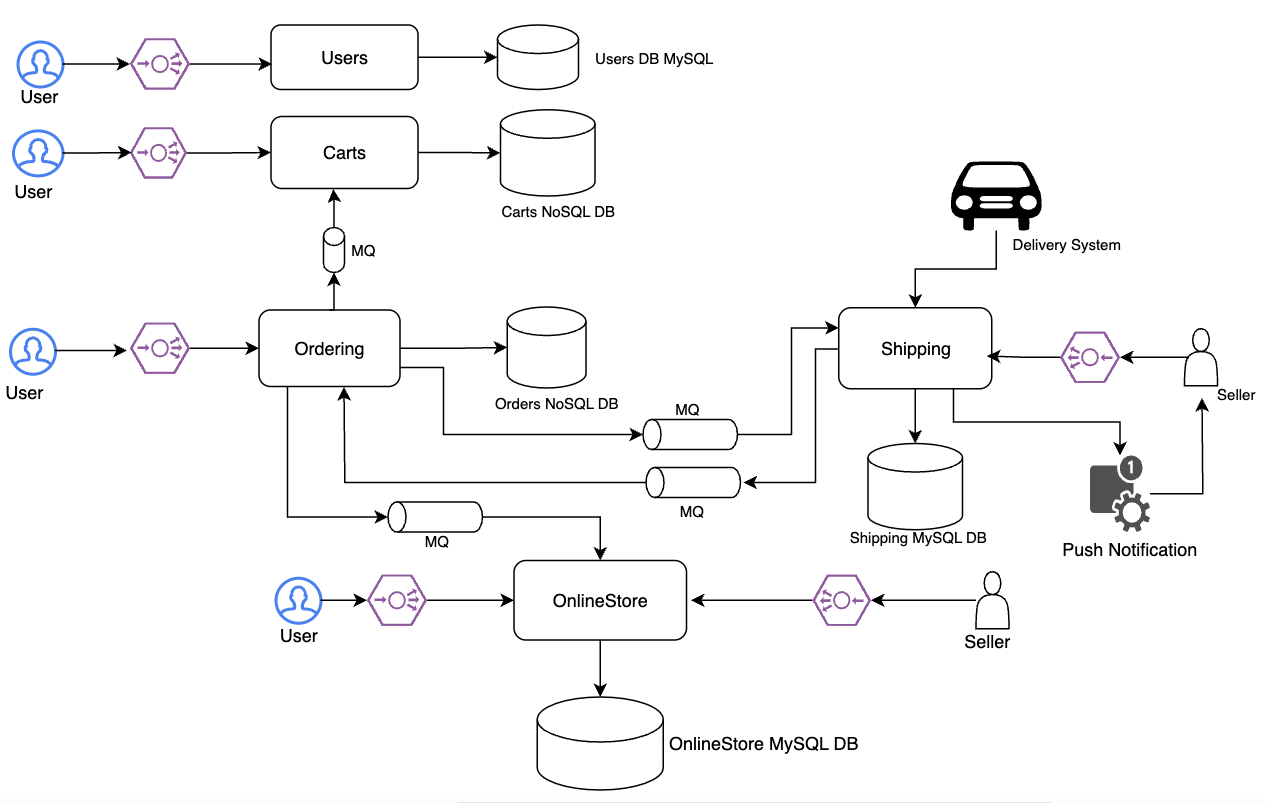 Users
Users DB MySQL
User
Carts
User
Carts NoSQL DB
MQ
Delivery System
Ordering
User
Orders NoSQL DB
Shipping
Seller
MQ
MQ
MQ
Shipping MySQL DB
1
Push Notification
User
OnlineStore
Seller
OnlineStore MySQL DB